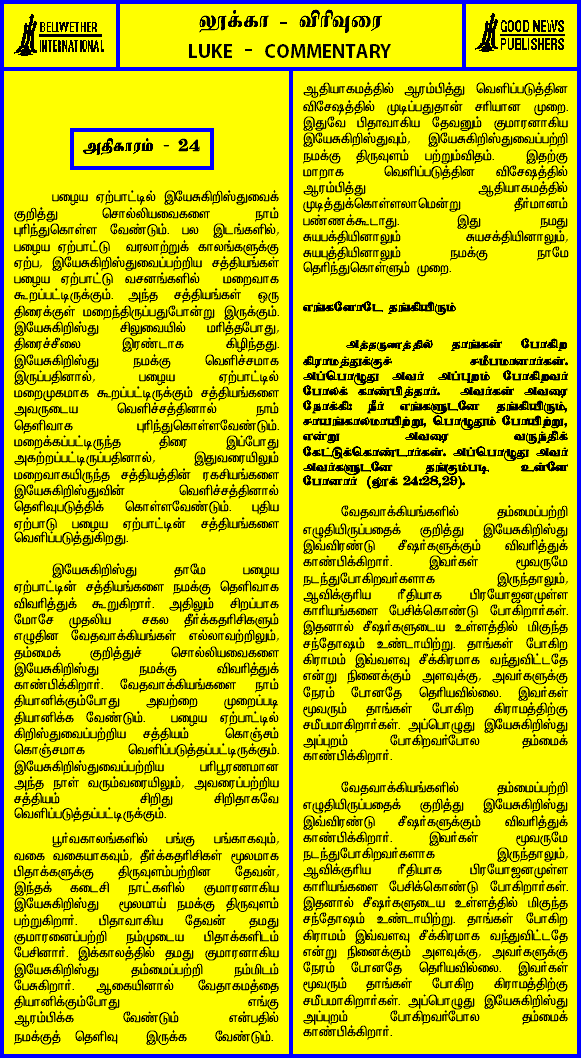 BELLWETHER
INTERNATIONAL
லூக்கா - விரிவுரை
LUKE - COMMENTARY
GOOD NEWS
PUBLISHERS
அதிகாரம் - 24
பழைய ஏற்பாட்டில் இயேசுகிறிஸ்துவைக்
குறித்து சொல்லியவைகளை நாம்
புரிந்துகொள்ள வேண்டும். பல இடங்களில்,
பழைய ஏற்பாட்டு வரலாற்றுக் காலங்களுக்கு
ஏற்ப, இயேசுகிறிஸ்துவைப்பற்றிய சத்தியங்கள்
பழைய ஏற்பாட்டு வசனங்களில் மறைவாக
கூறப்பட்டிருக்கும். அந்த சத்தியங்கள் ஒரு
திரைக்குள் மறைந்திருப்பதுபோன்று இருக்கும்.
இயேசுகிறிஸ்து சிலுவையில் மரித்தபோது,
திரைச்சீலை இரண்டாக கிழிந்தது.
இயேசுகிறிஸ்து நமக்கு வெளிச்சமாக
இருப்பதினால், பழைய ஏற்பாட்டில்
மறைமுகமாக கூறப்பட்டிருக்கும் சத்தியங்களை
அவருடைய வெளிச்சத்தினால் நாம்
தெளிவாக புரிந்துகொள்ளவேண்டும்.
மறைக்கப்பட்டிருந்த திரை இப்போது
அகற்றப்பட்டிருப்பதினால், இதுவரையிலும்
மறைவாகயிருந்த சத்தியத்தின் ரகசியங்களை
இயேசுகிறிஸ்துவின் வெளிச்சத்தினால்
தெளிவுபடுத்திக் கொள்ளவேண்டும். புதிய
ஏற்பாடு பழைய ஏற்பாட்டின் சத்தியங்களை
வெளிப்படுத்துகிறது.
இயேசுகிறிஸ்து தாமே பழைய
ஏற்பாட்டின் சத்தியங்களை நமக்கு தெளிவாக
விவரித்துக் கூறுகிறார். அதிலும் சிறப்பாக
மோசே முதலிய சகல தீர்க்கதரிசிகளும்
எழுதின வேதவாக்கியங்கள் எல்லாவற்றிலும்,
தம்மைக் குறித்துச் சொல்லியவைகளை
இயேசுகிறிஸ்து நமக்கு விவரித்துக்
காண்பிக்கிறார். வேதவாக்கியங்களை நாம்
தியானிக்கும்போது அவற்றை முறைப்படி
தியானிக்க வேண்டும். பழைய ஏற்பாட்டில்
கிறிஸ்துவைப்பற்றிய சத்தியம் கொஞ்சம்
கொஞ்சமாக வெளிப்படுத்தப்பட்டிருக்கும்.
இயேசுகிறிஸ்துவைப்பற்றிய பரிபூரணமான
அந்த நாள் வரும்வரையிலும், அவரைப்பற்றிய
சத்தியம் சிறிது சிறிதாகவே
வெளிப்படுத்தப்பட்டிருக்கும்.
பூர்வகாலங்களில் பங்கு பங்காகவும்,
வகை வகையாகவும், தீர்க்கதரிசிகள் மூலமாக
பிதாக்களுக்கு திருவுளம்பற்றின தேவன்,
இந்தக் கடைசி நாட்களில் குமாரனாகிய
இயேசுகிறிஸ்து மூலமாய் நமக்கு திருவுளம்
பற்றுகிறார். பிதாவாகிய தேவன் தமது
குமாரனைப்பற்றி நம்முடைய பிதாக்களிடம்
பேசினார். இக்காலத்தில் தமது குமாரனாகிய
இயேசுகிறிஸ்து தம்மைப்பற்றி நம்மிடம்
பேசுகிறார். ஆகையினால் வேதாகமத்தை
தியானிக்கும்போது எங்கு
ஆரம்பிக்க வேண்டும் என்பதில்
நமக்குத் தெளிவு இருக்க வேண்டும்.
ஆதியாகமத்தில் ஆரம்பித்து வெளிப்படுத்தின
விசேஷத்தில் முடிப்பதுதான் சரியான முறை.
இதுவே பிதாவாகிய தேவனும் குமாரனாகிய
இயேசுகிறிஸ்துவும், இயேசுகிறிஸ்துவைப்பற்றி
நமக்கு திருவுளம் பற்றும்விதம். இதற்கு
மாறாக வெளிப்படுத்தின விசேஷத்தில்
ஆரம்பித்து ஆதியாகமத்தில்
முடித்துக்கொள்ளலாமென்று தீர்மானம்
பண்ணக்கூடாது. இது நமது
சுயபக்தியினாலும் சுயசக்தியினாலும்,
சுயபுத்தியினாலும் நமக்கு நாமே
தெரிந்துகொள்ளும் முறை.
எங்களோடே தங்கியிரும்
அத்தருணத்தில் தாங்கள் போகிற
கிராமத்துக்குச் சமீபமானார்கள்.
அப்பொழுது அவர் அப்புறம் போகிறவர்
போலக் காண்பித்தார். அவர்கள் அவரை
நோக்கி: நீர் எங்களுடனே தங்கியிரும்,
சாயங்காலமாயிற்று, பொழுதும் போயிற்று,
என்று அவரை வருந்திக்
கேட்டுக்கொண்டார்கள். அப்பொழுது அவர்
அவர்களுடனே தங்கும்படி உள்ளே
போனார் (லூக் 24:28,29).
வேதவாக்கியங்களில் தம்மைப்பற்றி
எழுதியிருப்பதைக் குறித்து இயேசுகிறிஸ்து
இவ்விரண்டு சீஷர்களுக்கும் விவரித்துக்
காண்பிக்கிறார். இவர்கள் மூவருமே
நடந்துபோகிறவர்களாக இருந்தாலும்,
ஆவிக்குரிய ரீதியாக பிரயோஜனமுள்ள
காரியங்களை பேசிக்கொண்டு போகிறார்கள்.
இதனால் சீஷர்களுடைய உள்ளத்தில் மிகுந்த
சந்தோஷம் உண்டாயிற்று. தாங்கள் போகிற
கிராமம் இவ்வளவு சீக்கிரமாக வந்துவிட்டதே
என்று நினைக்கும் அளவுக்கு, அவர்களுக்கு
நேரம் போனதே தெரியவில்லை. இவர்கள்
மூவரும் தாங்கள் போகிற கிராமத்திற்கு
சமீபமாகிறார்கள். அப்பொழுது இயேசுகிறிஸ்து
அப்புறம் போகிறவர்போல தம்மைக்
காண்பிக்கிறார்.
வேதவாக்கியங்களில் தம்மைப்பற்றி
எழுதியிருப்பதைக் குறித்து இயேசுகிறிஸ்து
இவ்விரண்டு சீஷர்களுக்கும் விவரித்துக்
காண்பிக்கிறார். இவர்கள் மூவருமே
நடந்துபோகிறவர்களாக இருந்தாலும்,
ஆவிக்குரிய ரீதியாக பிரயோஜனமுள்ள
காரியங்களை பேசிக்கொண்டு போகிறார்கள்.
இதனால் சீஷர்களுடைய உள்ளத்தில் மிகுந்த
சந்தோஷம் உண்டாயிற்று. தாங்கள் போகிற
கிராமம் இவ்வளவு சீக்கிரமாக வந்துவிட்டதே
என்று நினைக்கும் அளவுக்கு, அவர்களுக்கு
நேரம் போனதே தெரியவில்லை. இவர்கள்
மூவரும் தாங்கள் போகிற கிராமத்திற்கு
சமீபமாகிறார்கள். அப்பொழுது இயேசுகிறிஸ்து
அப்புறம் போகிறவர்போல தம்மைக்
காண்பிக்கிறார்.